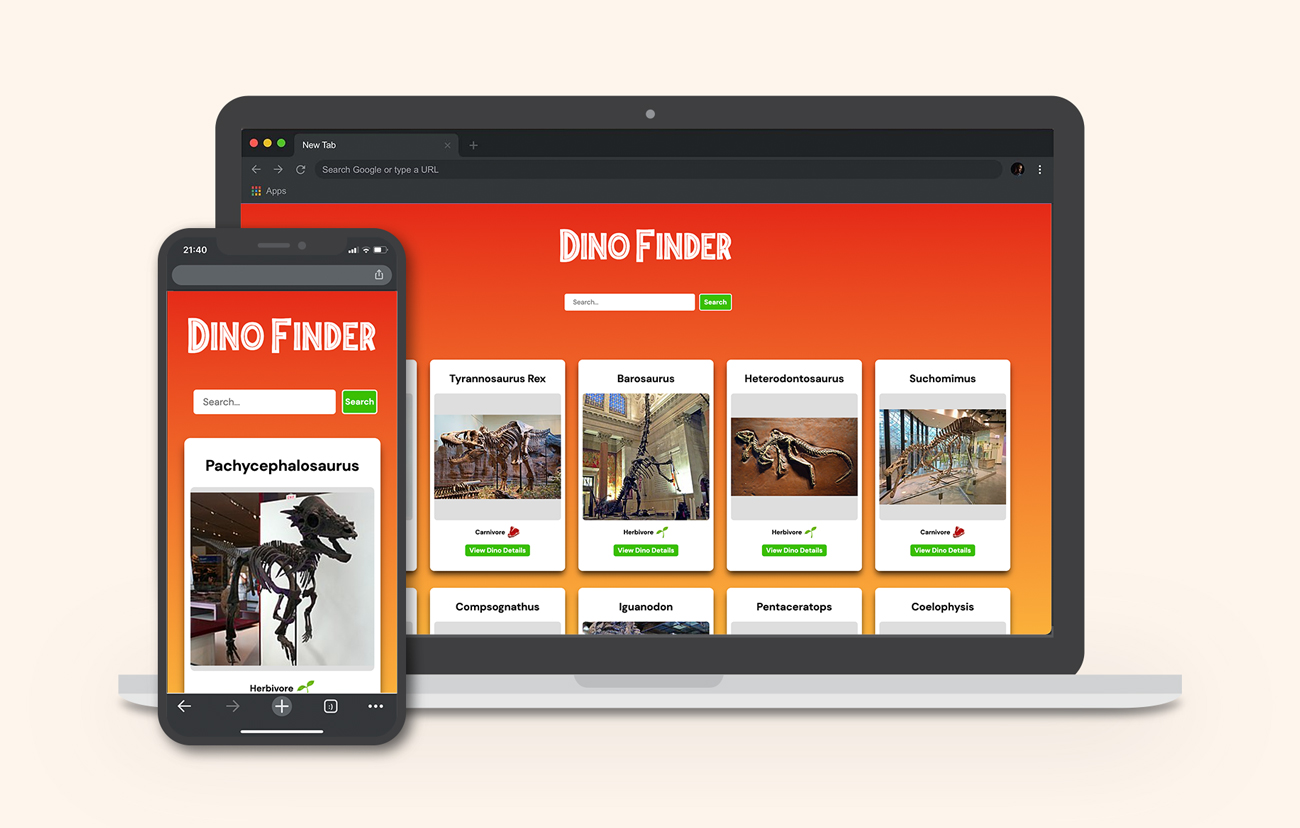 New Tab
Search Google or type a URL
Apps
Dino Finder
Search...
Search
Tyrannosaurus Rex
Barosaurus
Heterodontosaurus
Suchomimus
Carnivore
Herbivore
Herbivore
Carnivore
View Dino Details
View Dino Details
View Dino Details
View Dino Details
Compsognathus
Iguanodon
Pentaceratops
Coelophysis
21:40
Dino Finder
Search...
Search
Pachycephalosaurus
Herbivore
:)